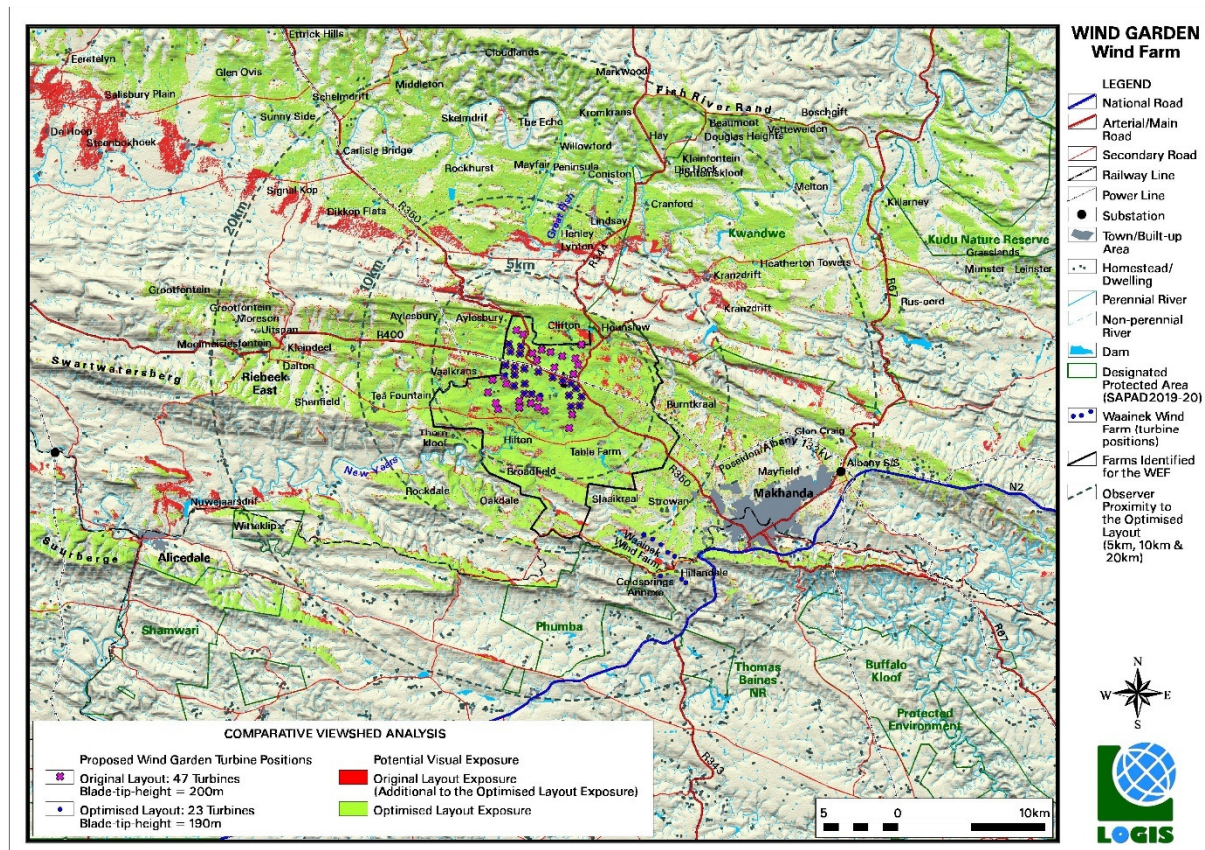 WIND GARDEN
Wind Farm
LEGEND
National Road
Arterial/Main
Road
Secondary Road
Railway Line
Power Line
Substation
Town/Built-up
Area
Homestead/
Dwelling
Perennial River
Non-perennial
River
Dam
Designated
Protected Area
(SAPAD2019-20)
Waainek Wind
Farm (turbine
positions)
Farms Identified
for the WEF
Observer
Proximity to
the Optimised
Layout
(5km, 10km &
20km)
N
W E
S
LOGIS
Ettrick Hills
Eerstelyn
Glen Ovis
Cloudlands
Middleton
Markwood
Salisbury Plain
Schelmdrift
Fish River Rand
Boschgift
Sunny Side
Skelmdrif
The Echo
Kromkrans
Beaumont
Vetteweiden
De Hoop
Steenbokhoek
Hay
Douglas Heights
Willowford
Carlisle Bridge
Rockhurst
Mayfair
Peninsula
Coniston
Kleinfontein
Fonteinskloof
Melton
Signal Kop
Killarney
Dikkop Flats
R350
Great Fish
Lindsay
Cranford
Henley
Lynton
Kwandwe
Kudu Nature Reserve
Grasslands
20km
10km
5km
R344
Heatherton Towers
Munster
Leinster
Kranzdrift
R67
Grootfontein
Kranzdrift
Grootfontein
Moreson
Uitspan
Aylesbury
Aylesbury
Clifton
Hounslow
R400
Mooimeisiesfontein
Kleindeel
Dalton
Swartwatersberg
Riebeek
East
Vaalkrans
Shenfield
Tea Fountain
Burntkraal
Thorn
kloof
Hilton
Glen Craig
Table Farm
Poseidon/Albany 132kV
New Years
Broadfield
R350
Mayfield
Albany S/S
Rockdale
Makhanda
N2
Nuwejaarsdrif
Oakdale
Slaaikraal
Strowan
Witteklip
Alicedale
Suurberge
Waainek
Wind Farm
Hillandale
Coldsprings
Annexe
Shamwari
Phumba
Thomas
Baines
NR
Buffalo
Kloof
Protected
Environment
R67
R343
COMPARATIVE VIEWSHED ANALYSIS
Proposed Wind Garden Turbine Positions
Original Layout: 47 Turbines
Blade-tip-height = 200m
Optimised Layout: 23 Turbines
Blade-tip-height = 190m
Potential Visual Exposure
Original Layout Exposure
(Additional to the Optimised Layout Exposure)
Optimised Layout Exposure
5 0 10km